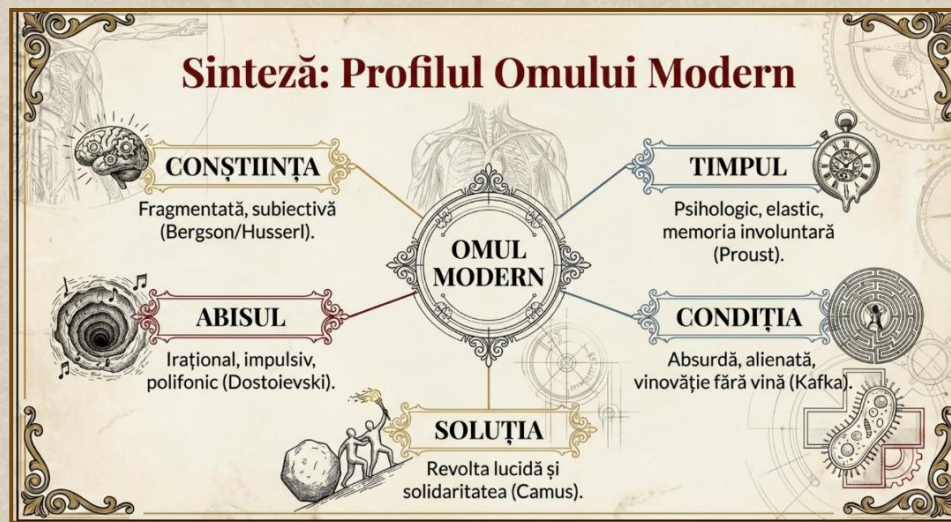 Sinteză: Profilul Omului Modern
CONȘTIINȚA
Fragmentată, subiectivă
(Bergson/Husserl).
TIMPUL
Psihologic, elastic,
memoria involuntară
(Proust).
OMUL
MODERN
ABISUL
Irațional, impulsiv,
polifonic (Dostoievski).
CONDIȚIA
Absurdă, alienată,
vinovăție fără vină (Kafka).
SOLUȚIA
Revolta lucidă și
solidaritatea (Camus).